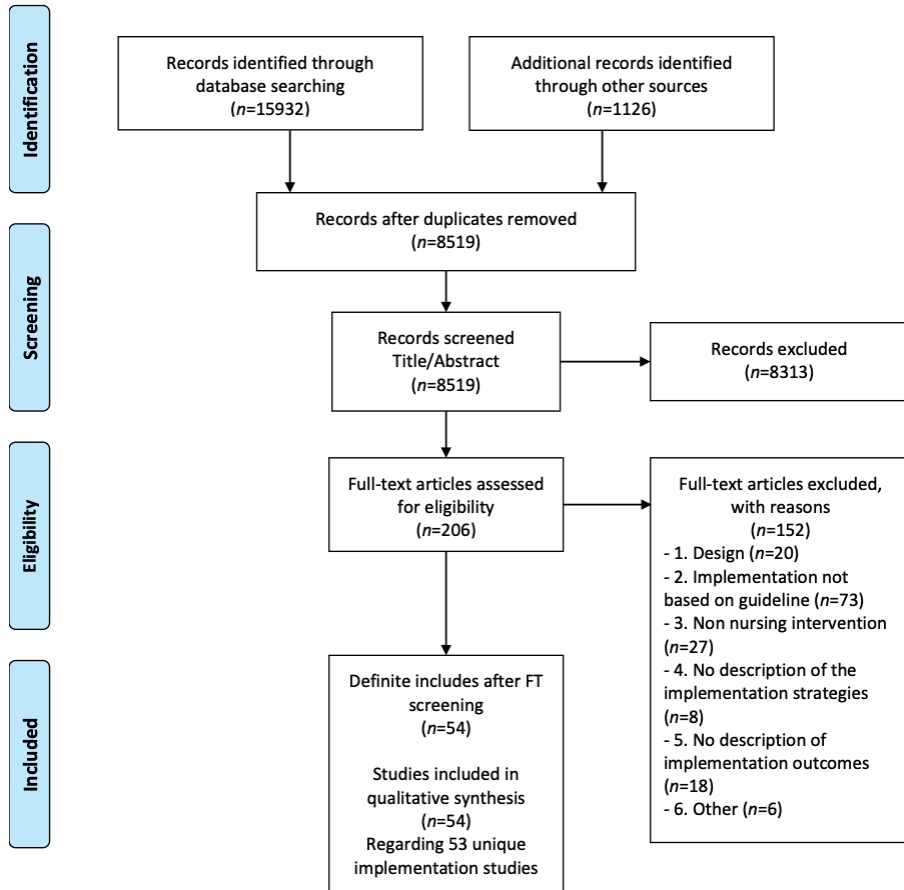 Identification
Records identified through
database searching
(n=15932)
Additional records identified
through other sources
(n=1126)
Records after duplicates removed
(n=8519)
Screening
Records screened
Title/Abstract
(n=8519)
Records excluded
(n=8313)
Eligibility
Full-text articles assessed
for eligibility
(n=206)
Full-text articles excluded,
with reasons
(n=152)
- 1. Design (n=20)
- 2. Implementation not
based on guideline (n=73)
- 3. Non nursing intervention
(n=27)
- 4. No description of the
implementation strategies
(n=8)
- 5. No description of
implementation outcomes
(n=18)
- 6. Other (n=6)
Included
Definite includes after FT
screening
(n=54)
Studies included in
qualitative synthesis
(n=54)
Regarding 53 unique
implementation studies